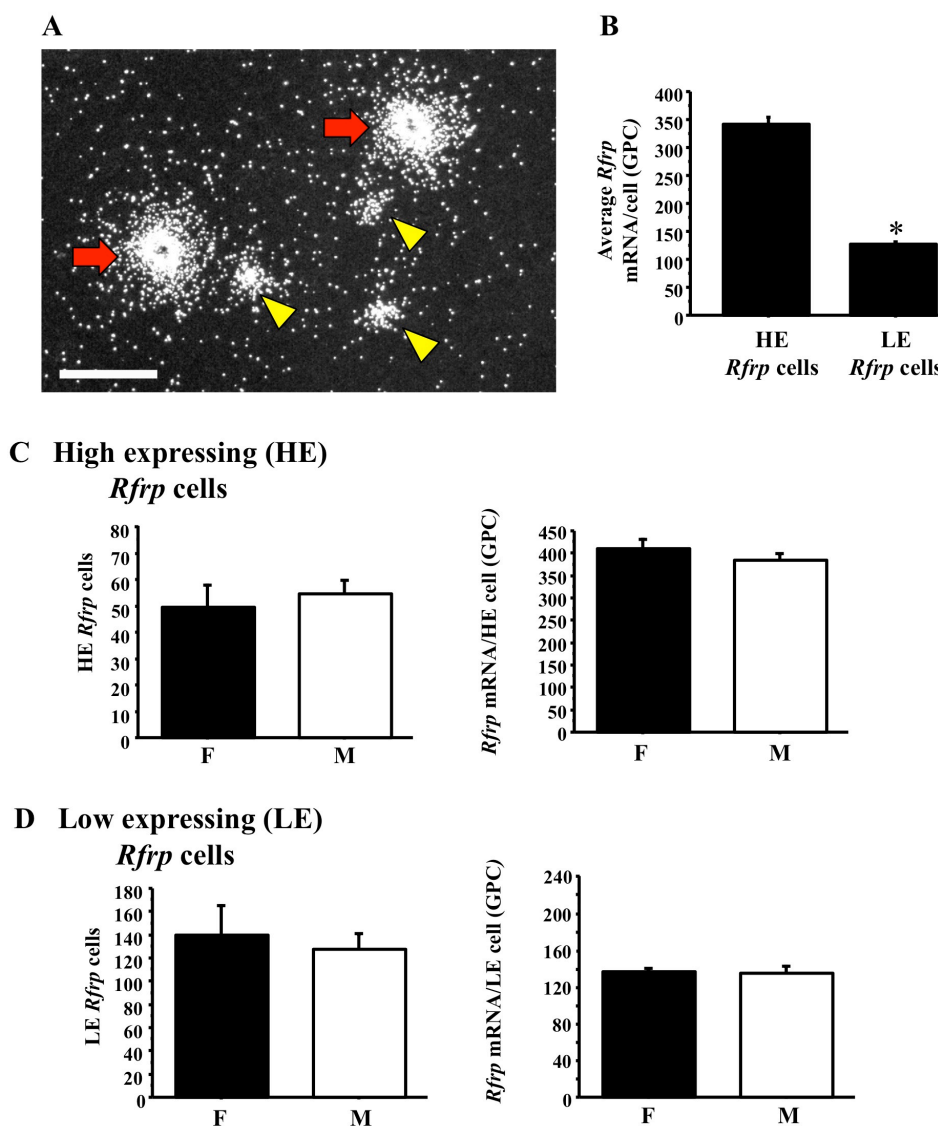 A
B
Average Rfrp
mRNA/cell (GPC)
400
350
300
250
200
150
100
50
0
*
HE
Rfrp cells
LE
Rfrp cells
C High expressing (HE)
Rfrp cells
HE Rfrp cells
80
70
60
50
40
30
20
10
0
F
M
Rfrp mRNA/HE cell (GPC)
450
400
350
300
250
200
150
100
50
0
F
M
D Low expressing (LE)
Rfrp cells
LE Rfrp cells
180
160
140
120
100
80
60
40
20
0
F
M
Rfrp mRNA/LE cell (GPC)
240
200
160
120
80
40
0
F
M